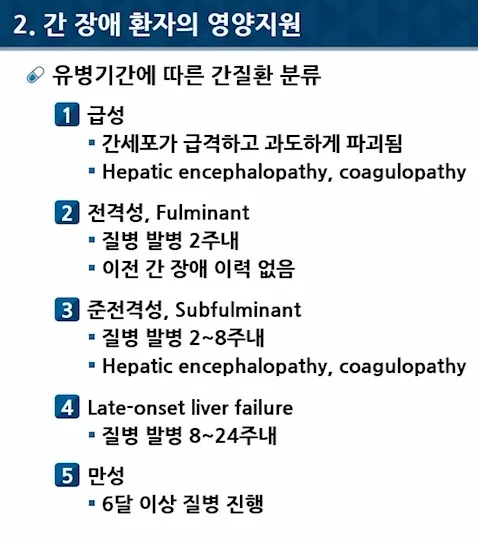 2. 간 장애 환자의 영양지원
유병기간에 따른 간질환 분류
1 급성
▪ 간세포가 급격하고 과도하게 파괴됨
▪ Hepatic encephalopathy, coagulopathy
2 전격성, Fulminant
▪ 질병 발병 2주내
▪ 이전 간 장애 이력 없음
3 준전격성, Subfulminant
▪ 질병 발병 2~8주내
▪ Hepatic encephalopathy, coagulopathy
4 Late-onset liver failure
▪ 질병 발병 8~24주내
5 만성
▪ 6달 이상 질병 진행